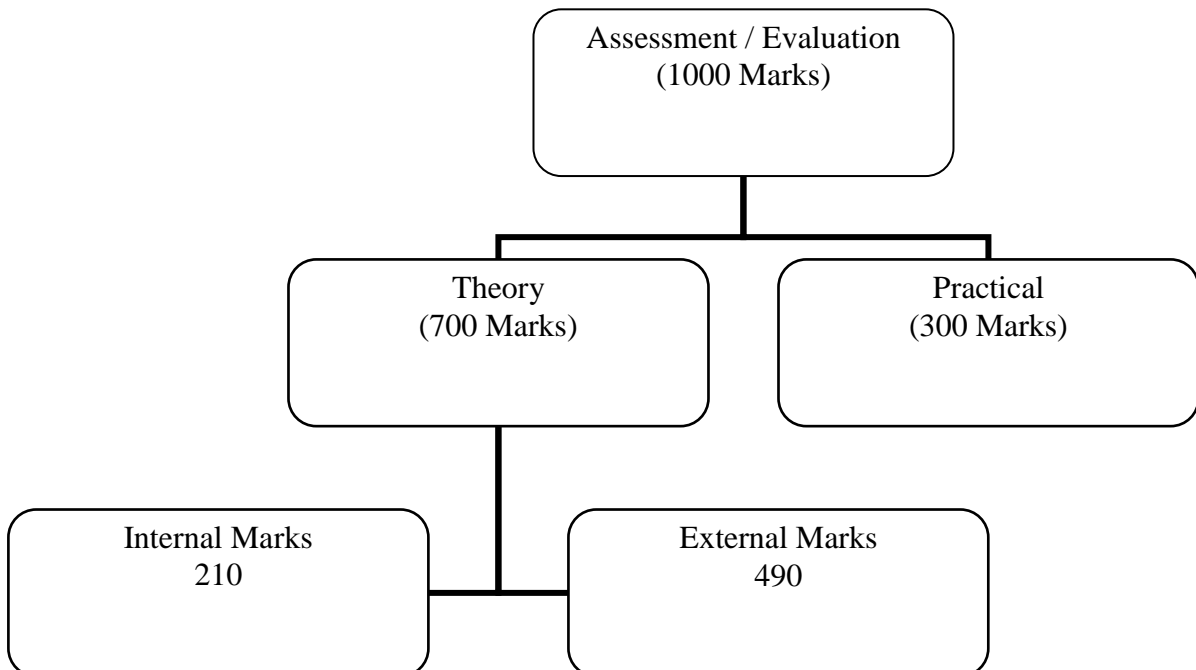 Assessment / Evaluation
(1000 Marks)
Theory
(700 Marks)
Practical
(300 Marks)
Internal Marks
210
External Marks
490